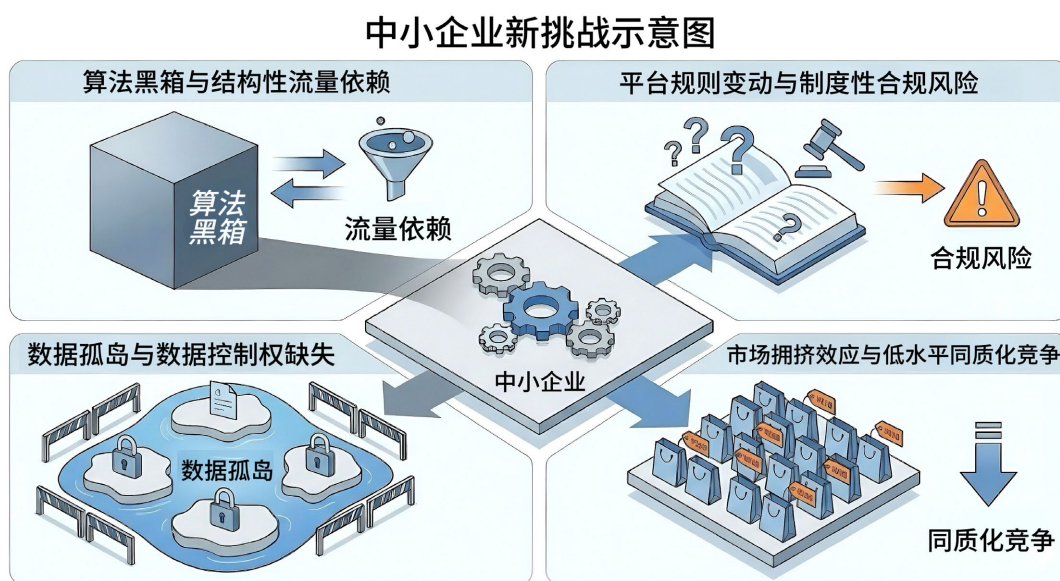 中小企业新挑战示意图
算法黑箱与结构性流量依赖
算法
黑箱
流量依赖
平台规则变动与制度性合规风险
合规风险
中小企业
数据孤岛与数据控制权缺失
数据孤岛
市场拥挤效应与低水平同质化竞争
同质化竞争